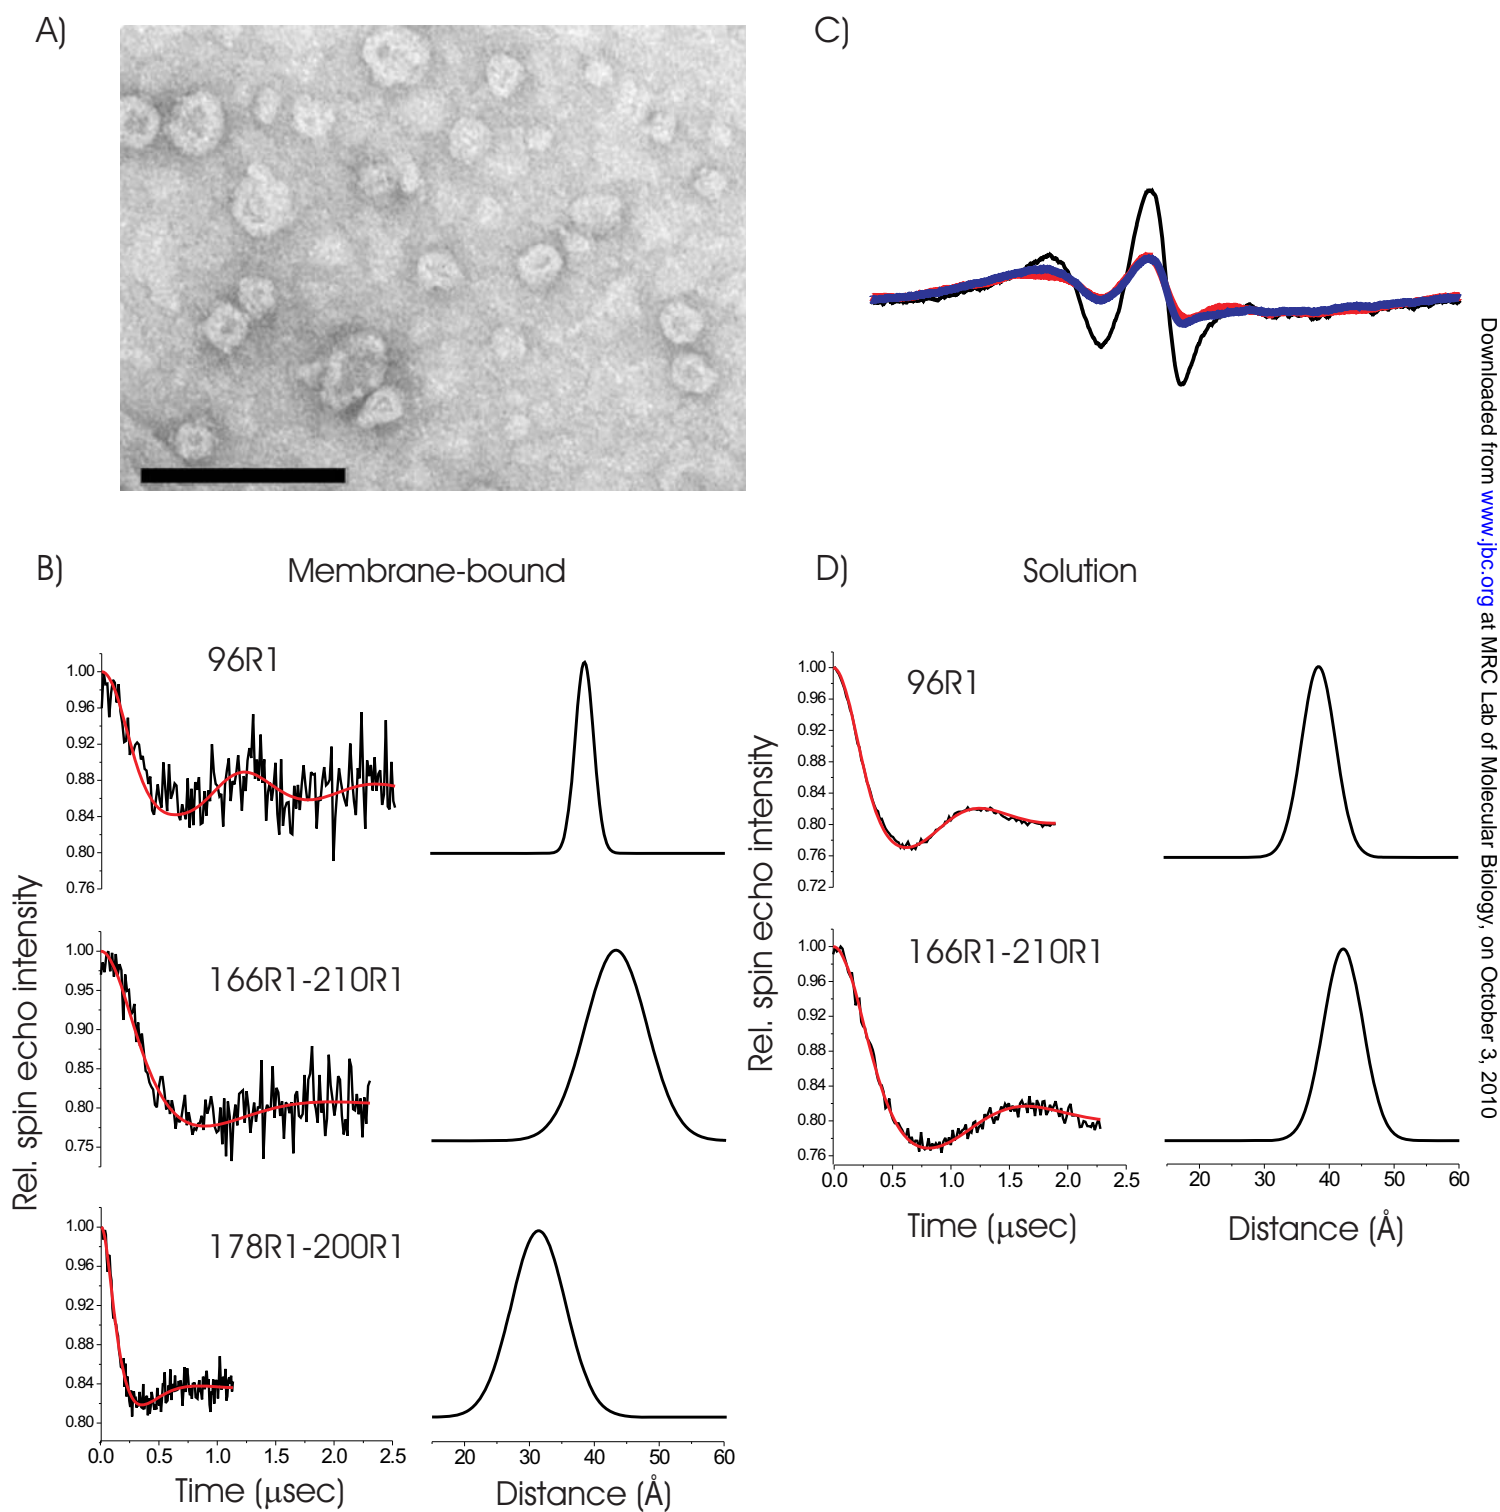 A)
C)
B)
Membrane-bound
D)
Solution
96R1
1.00
0.96
0.92
0.88
0.84
0.80
0.76
166R1-210R1
1.00
0.95
0.90
0.85
0.80
0.75
178R1-200R1
1.00
0.96
0.92
0.88
0.84
0.80
0.0 0.5 1.0 1.5 2.0 2.5
20 30 40 50 60
Time (μsec)
Distance (Å)
Rel. spin echo intensity
96R1
1.00
0.96
0.92
0.88
0.84
0.80
0.76
0.72
166R1-210R1
1.00
0.96
0.92
0.88
0.84
0.80
0.76
0.0 0.5 1.0 1.5 2.0 2.5
20 30 40 50 60
Time (μsec)
Distance (Å)
Rel. spin echo intensity
Downloaded from www.jbc.org at MRC Lab of Molecular Biology, on October 3, 2010